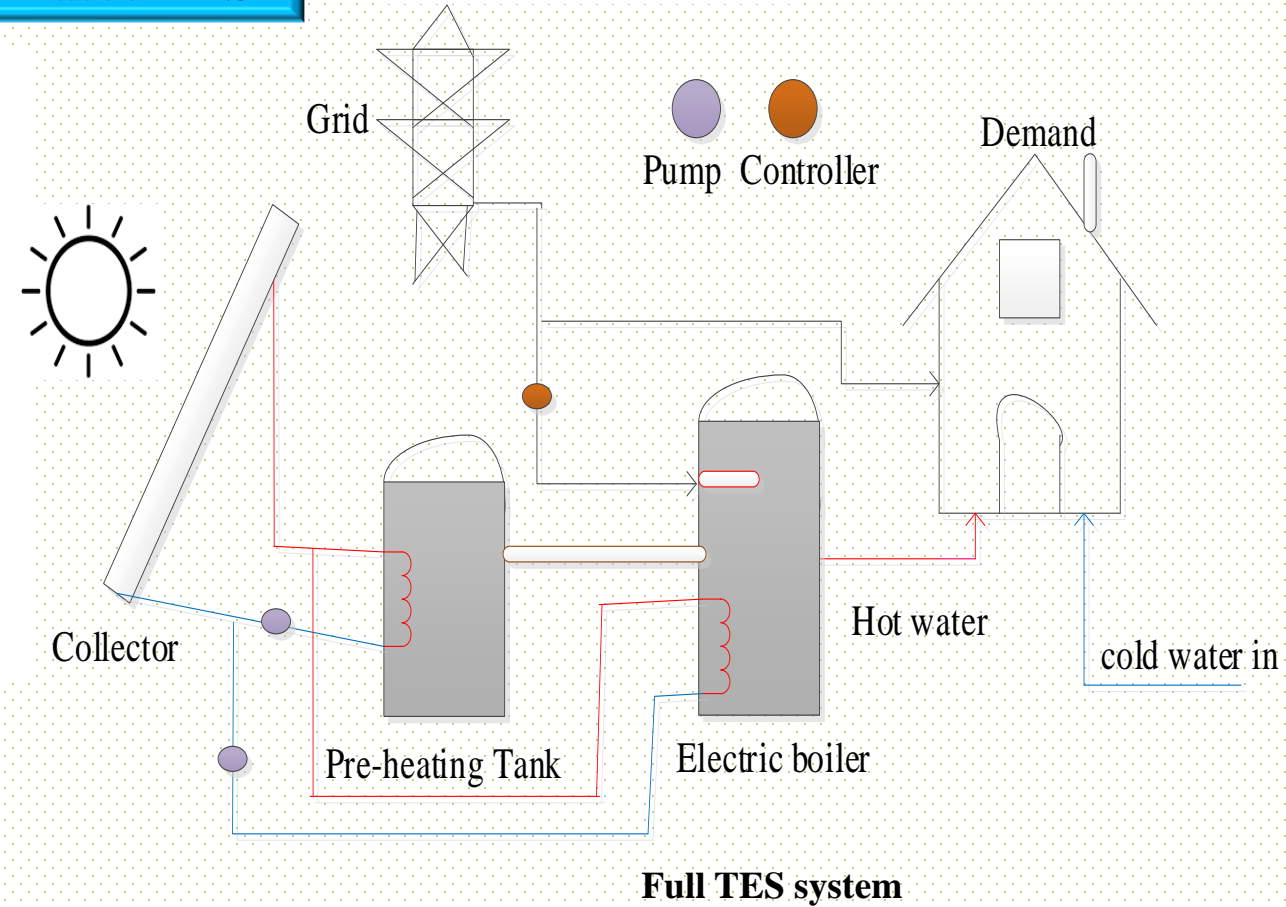 Grid
Pump Controller
Demand
Collector
Hot water
cold water in
Pre-heating Tank
Electric boiler
Full TES system